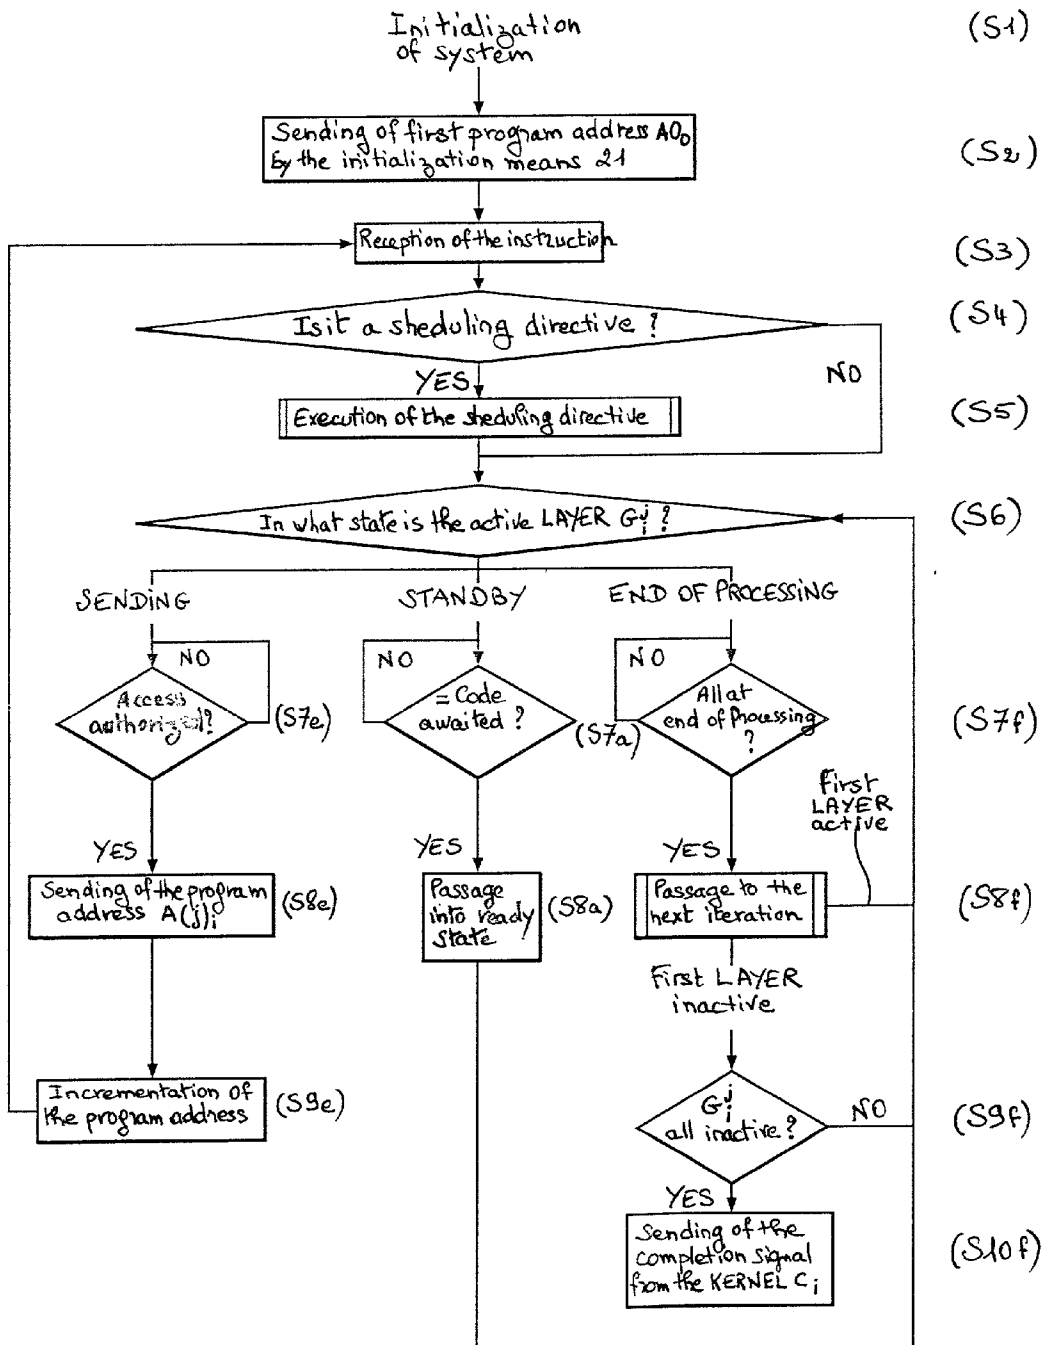 Initialization
of system
(S1)
Sending of first program address A0₀
by the initialization means 21
(S2)
Reception of the instruction
(S3)
Is it a sheduling directive ?
(S4)
NO
YES
Execution of the sheduling directive
(S5)
In what state is the active LAYER Gʲᵢ ?
(S6)
SENDING
STANDBY
END OF PROCESSING
NO
NO
NO
Access
authorized?
(S7e)
= Code
awaited ?
(S7a)
All at
end of Processing
?
(S7f)
First
LAYER
active
YES
YES
YES
Sending of the program
address A(j)ᵢ
(S8e)
Passage
into ready
state
(S8a)
Passage to the
next iteration
(S8f)
First LAYER
inactive
Incrementation of
the program address
(S9e)
Gʲᵢ
all inactive ?
NO
(S9f)
YES
Sending of the
completion signal
from the KERNEL Cᵢ
(S10f)